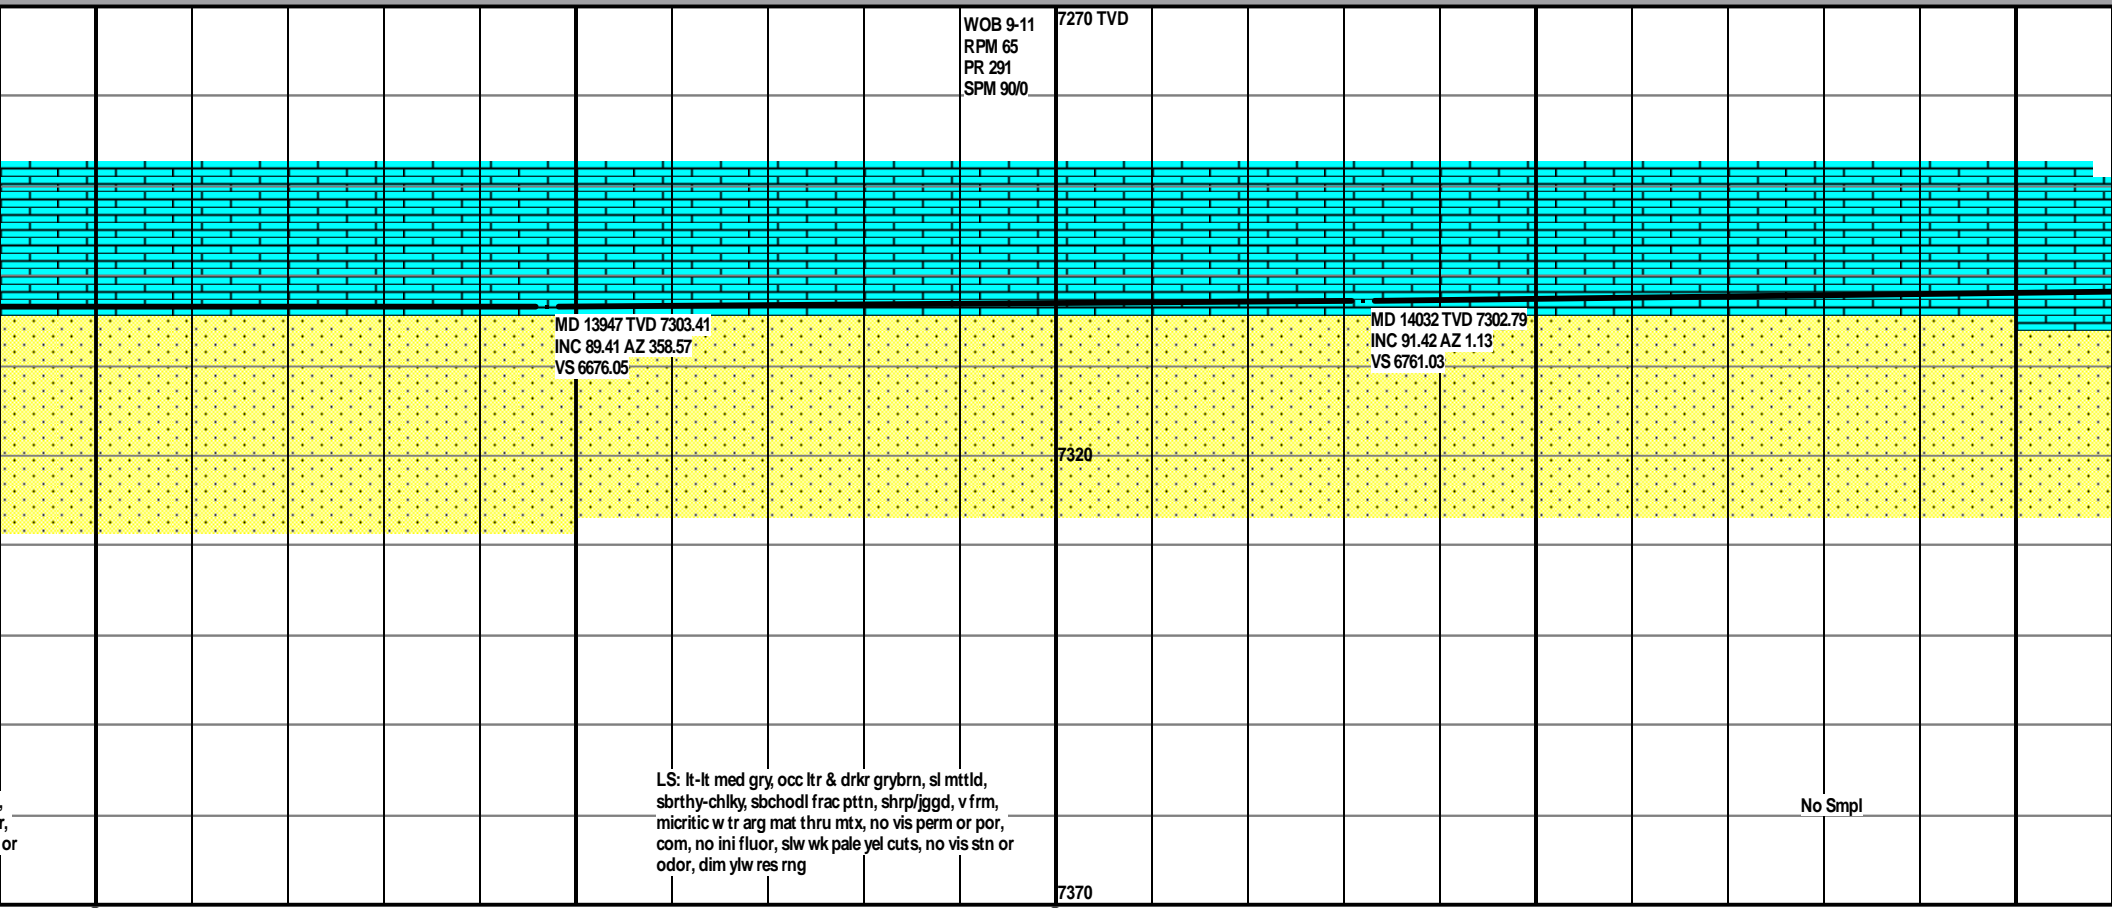 WOB 9-11
RPM 65
PR 291
SPM 90/0
7270 TVD
MD 13947 TVD 7303.41
INC 89.41 AZ 358.57
VS 6676.05
MD 14032 TVD 7302.79
INC 91.42 AZ 1.13
VS 6761.03
7320
LS: lt-lt med gry, occ ltr & drkr grybrn, sl mttld,
sbrthy-chlky, sbchodl frac pttn, shrp/jggd, v frm,
micritic w tr arg mat thru mtx, no vis perm or por,
com, no ini fluor, slw wk pale yel cuts, no vis stn or
odor, dim ylw res rng
No Smpl
r,
or
7370